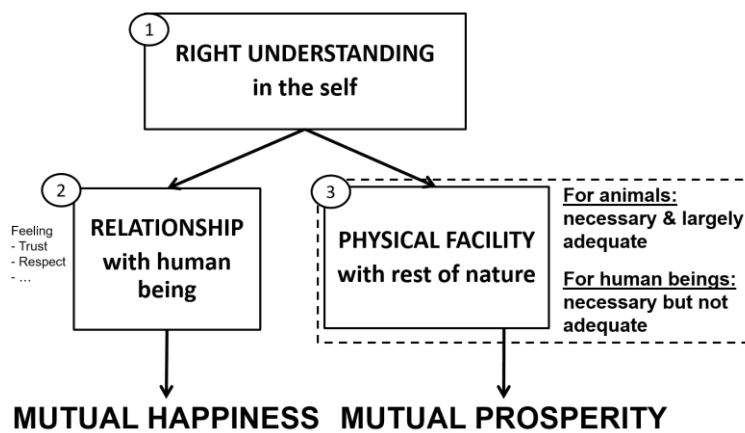 1
RIGHT UNDERSTANDING
in the self
2
Feeling
- Trust
- Respect
- ...
RELATIONSHIP
with human
being
3
PHYSICAL FACILITY
with rest of nature
For animals:
necessary & largely
adequate
For human beings:
necessary but not
adequate
MUTUAL HAPPINESS
MUTUAL PROSPERITY